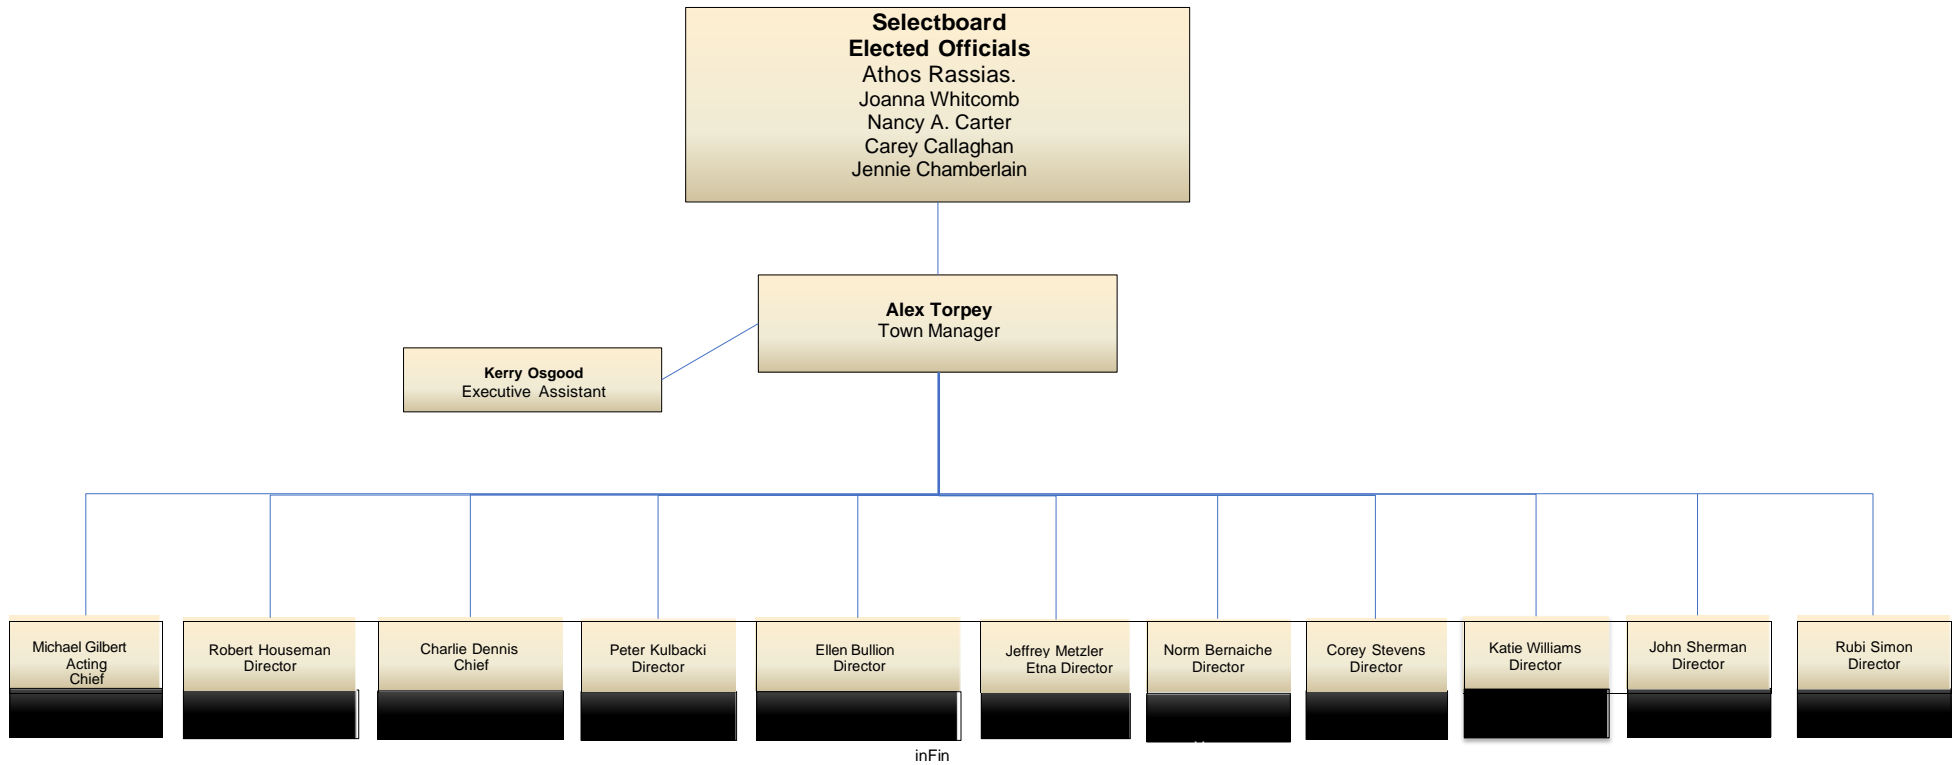 Selectboard
Elected Officials
Athos Rassias.
Joanna Whitcomb
Nancy A. Carter
Carey Callaghan
Jennie Chamberlain
Alex Torpey
Town Manager
Kerry Osgood
Executive Assistant
Michael Gilbert
Acting
Chief
Robert Houseman
Director
Charlie Dennis
Chief
Peter Kulbacki
Director
Ellen Bullion
Director
Jeffrey Metzler
Etna Director
Norm Bernaiche
Director
Corey Stevens
Director
Katie Williams
Director
John Sherman
Director
Rubi Simon
Director
inFin